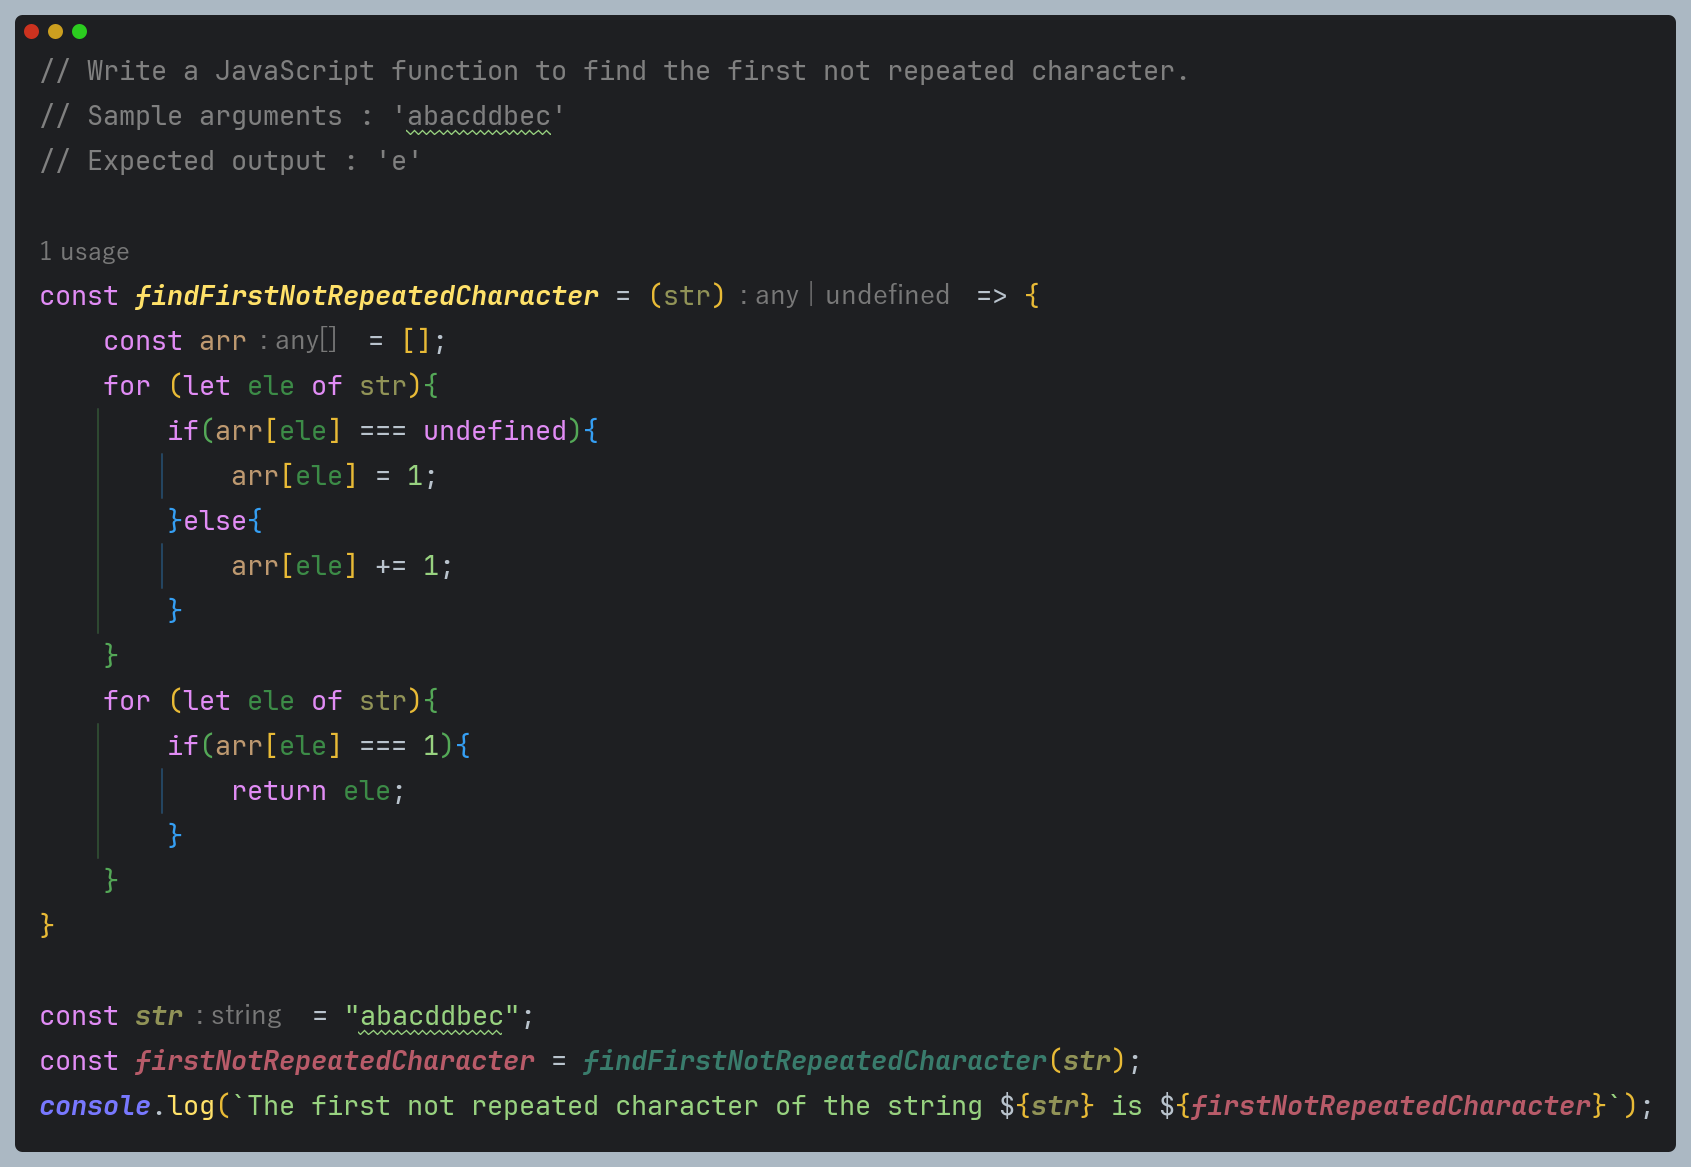 // Write a JavaScript function to find the first not repeated character.
// Sample arguments : 'abacddbec'
// Expected output : 'e'

1 usage
const findFirstNotRepeatedCharacter = (str) : any | undefined => {
    const arr : any[] = [];
    for (let ele of str){
        if(arr[ele] === undefined){
            arr[ele] = 1;
        }else{
            arr[ele] += 1;
        }
    }
    for (let ele of str){
        if(arr[ele] === 1){
            return ele;
        }
    }
}

const str : string = "abacddbec";
const firstNotRepeatedCharacter = findFirstNotRepeatedCharacter(str);
console.log(`The first not repeated character of the string ${str} is ${firstNotRepeatedCharacter}`);